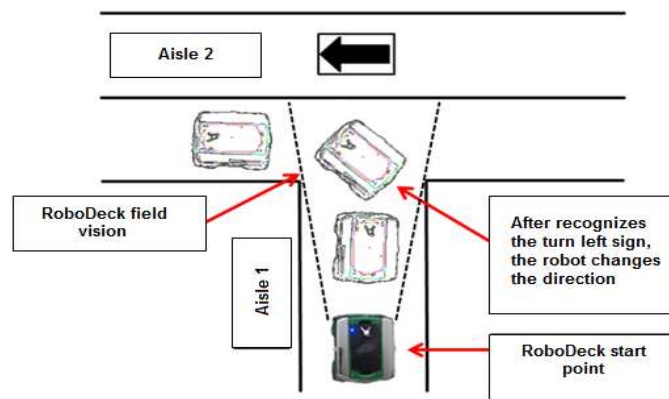 Aisle 2
RoboDeck field
vision
After recognizes
the turn left sign,
the robot changes
the direction
Aisle 1
RoboDeck start
point